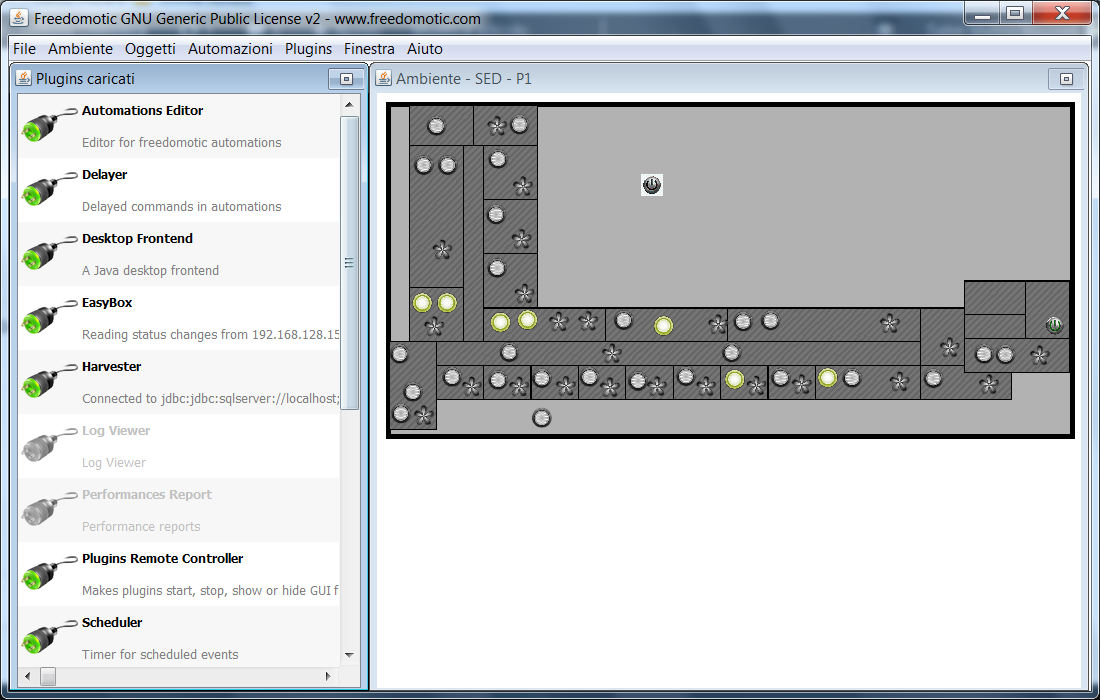 Freedomotic GNU Generic Public License v2 - www.freedomotic.com
File Ambiente Oggetti Automazioni Plugins Finestra Aiuto
Plugins caricati
Automations Editor
Editor for freedomotic automations
Delayer
Delayed commands in automations
Desktop Frontend
A Java desktop frontend
EasyBox
Reading status changes from 192.168.128.15
Harvester
Connected to jdbc:jdbc:sqlserver://localhost;
Log Viewer
Log Viewer
Performances Report
Performance reports
Plugins Remote Controller
Makes plugins start, stop, show or hide GUI f
Scheduler
Timer for scheduled events
Ambiente - SED - P1